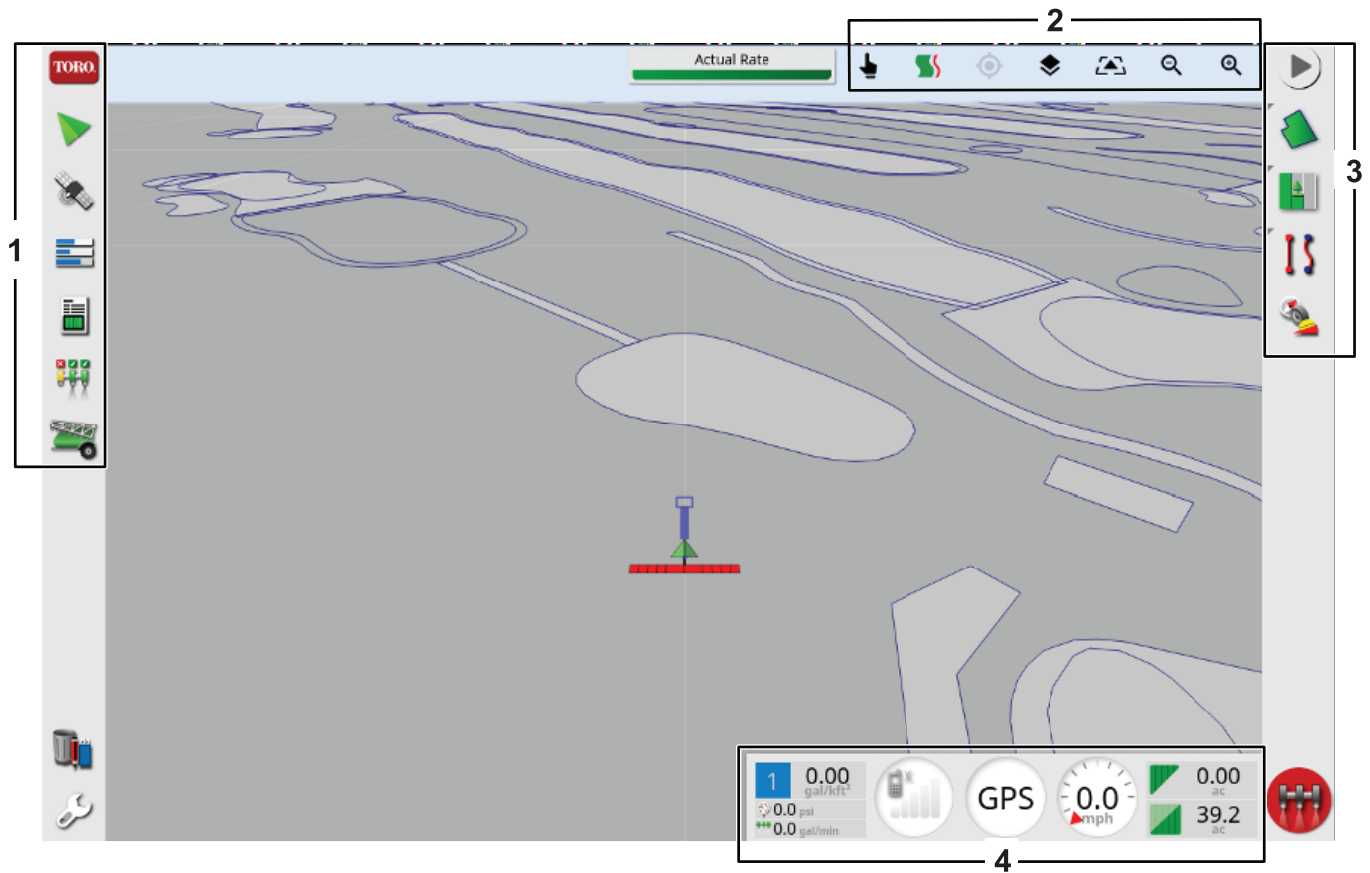 2
TORO.
Actual Rate
3
1
1
0.00
gal/kft²
0.0 psi
0.0 gal/min
X
GPS
0.0
mph
0.00
ac
39.2
ac
4